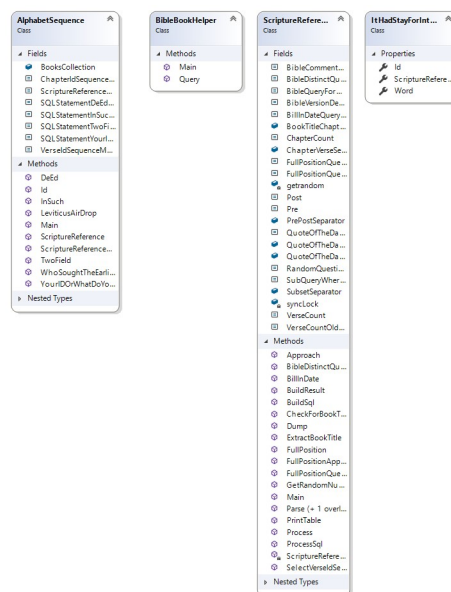 AlphabetSequence
Class
Fields
BooksCollection
ChapterIdSequence...
ScriptureReference...
SQLStatementDeEd...
SQLStatementInSuc...
SQLStatementTwoFi...
SQLStatementYourI...
VerseIdSequenceM...
Methods
DeEd
Id
InSuch
LeviticusAirDrop
Main
ScriptureReference
ScriptureReference...
TwoField
WhoSoughtTheEarli...
YourIDOrWhatDoYo...
Nested Types
BibleBookHelper
Class
Methods
Main
Query
ScriptureRefere...
Class
Fields
BibleComment...
BibleDistinctQu...
BibleQueryFor...
BibleVersionDe...
BillInDateQuery...
BookTitleChapt...
ChapterCount
ChapterVerseSe...
FullPositionQue...
FullPositionQue...
getrandom
Post
Pre
PrePostSeparator
QuoteOfTheDa...
QuoteOfTheDa...
QuoteOfTheDa...
RandomQuesti...
SubQueryWher...
SubsetSeparator
syncLock
VerseCount
VerseCountOld...
Methods
Approach
BibleDistinctQu...
BillInDate
BuildResult
BuildSql
CheckForBookT...
Dump
ExtractBookTitle
FullPosition
FullPositionApp...
FullPositionQue...
GetRandomNu...
Main
Parse (+ 1 overl...
PrintTable
Process
ProcessSql
ScriptureRefere...
SelectVerseIdSe...
Nested Types
ItHadStayForInt...
Class
Properties
Id
ScriptureRefere...
Word